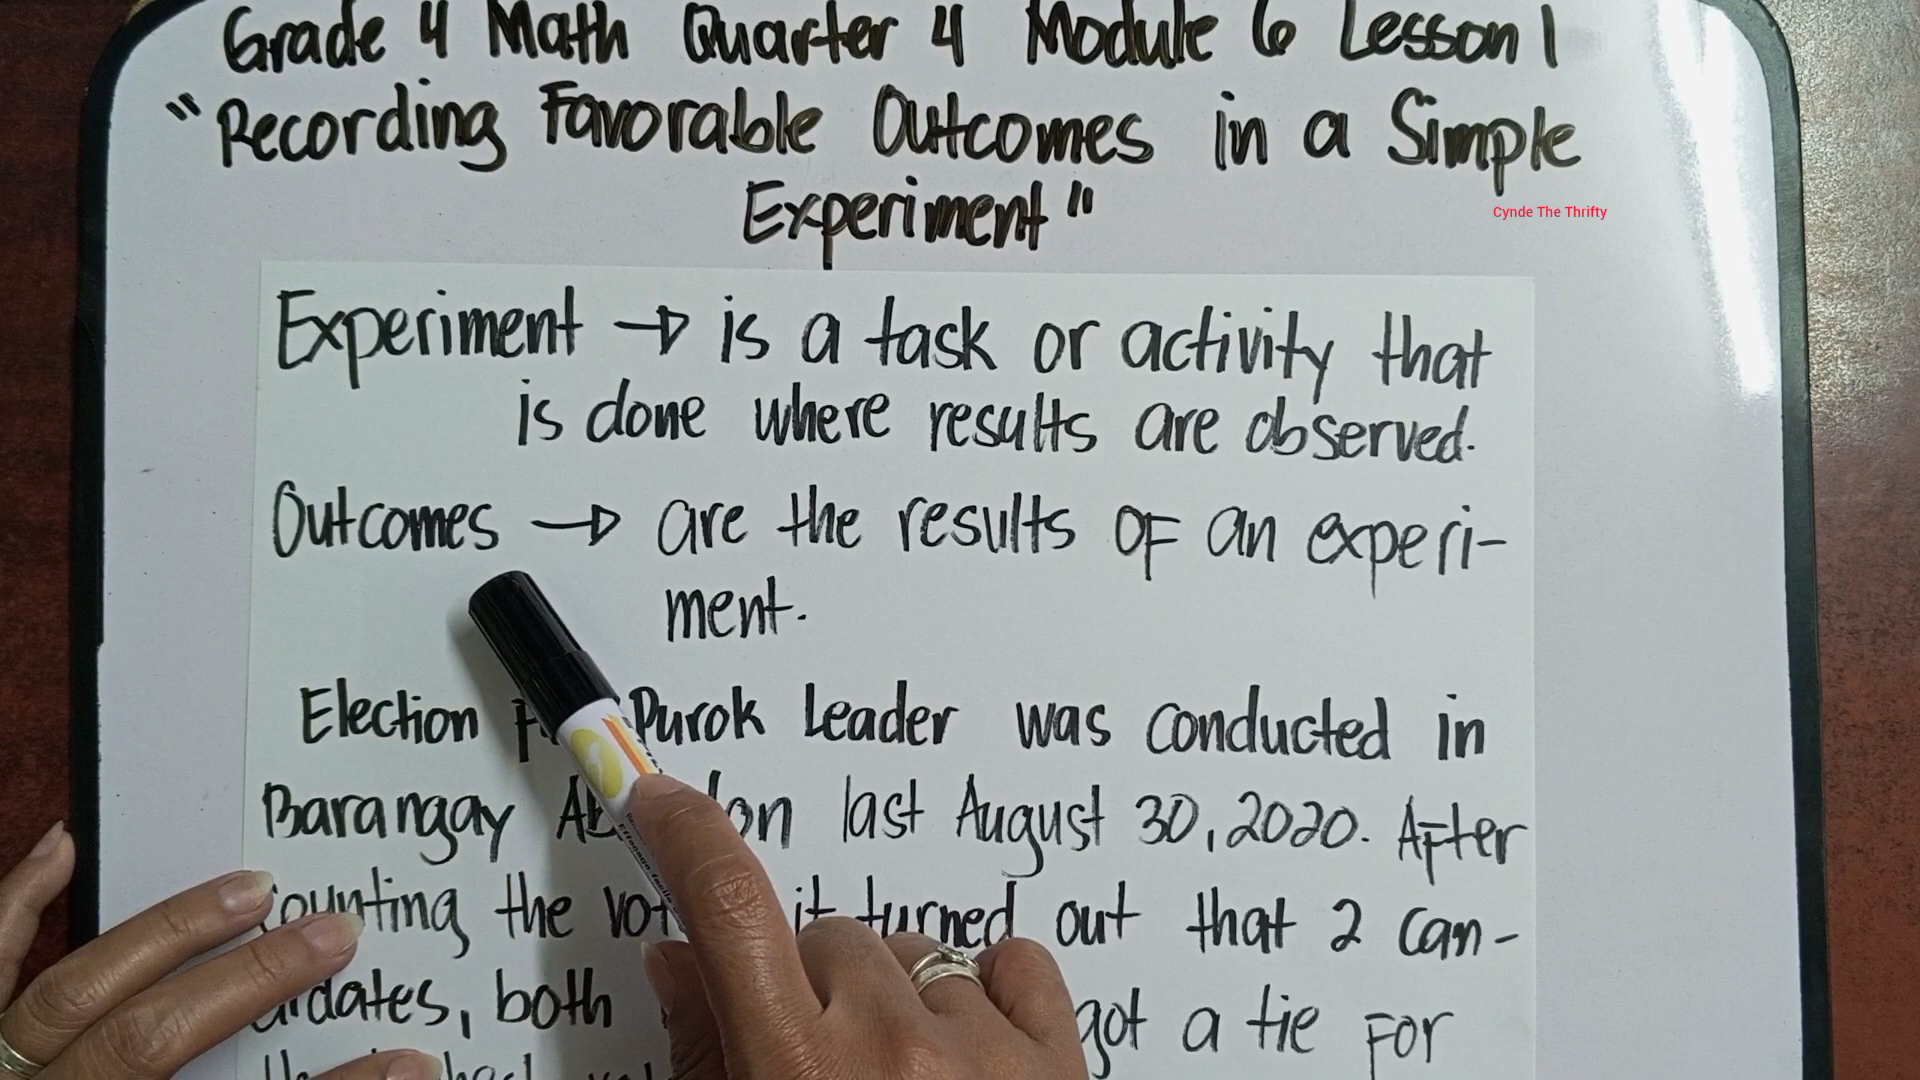 Grade 4 Math Quarter 4 Module 6 Lesson 1
"Recording Favorable Outcomes in a Simple
Experiment"
Cynde The Thrifty
Experiment → is a task or activity that
is done where results are observed.
Outcomes → are the results of an experi-
ment.
Election Purok Leader was conducted in
Barangay last August 30, 2020. After
counting the it turned out that 2 can-
didates, both got a tie for